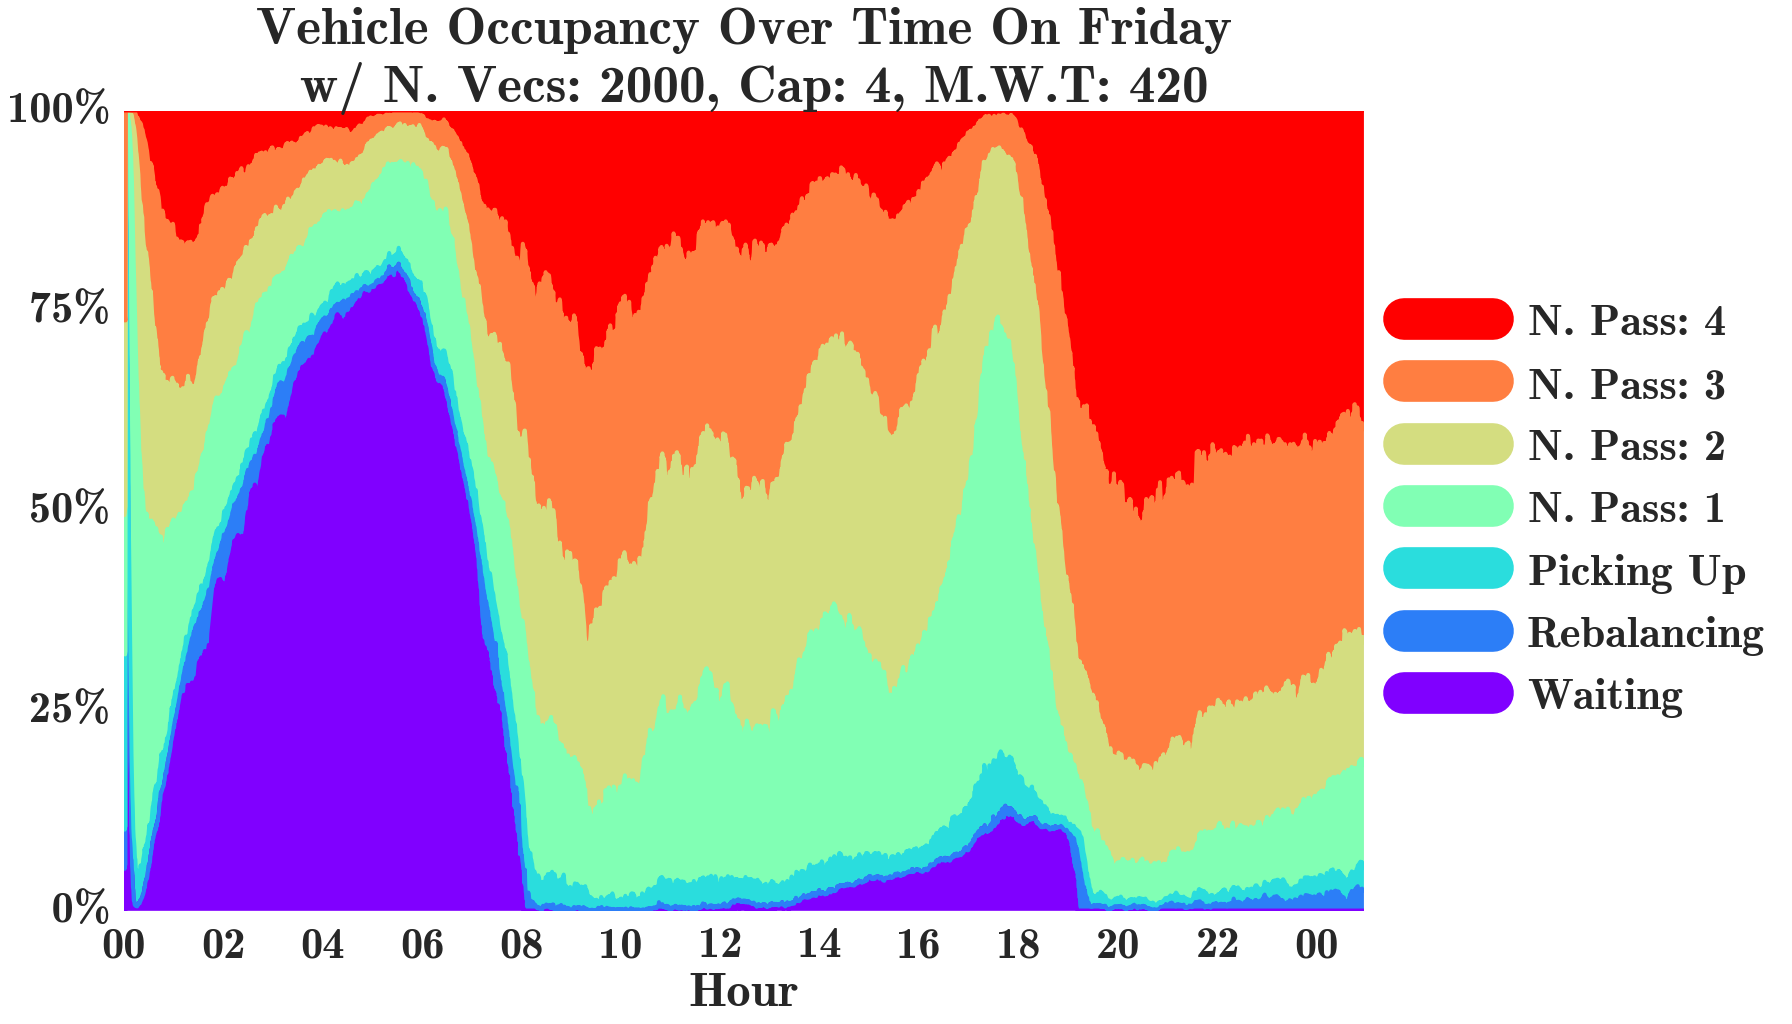 Vehicle Occupancy Over Time On Friday
w/ N. Vecs: 2000, Cap: 4, M.W.T: 420
100%
75%
50%
25%
0%
00 02 04 06 08 10 12 14 16 18 20 22 00
Hour
N. Pass: 4
N. Pass: 3
N. Pass: 2
N. Pass: 1
Picking Up
Rebalancing
Waiting